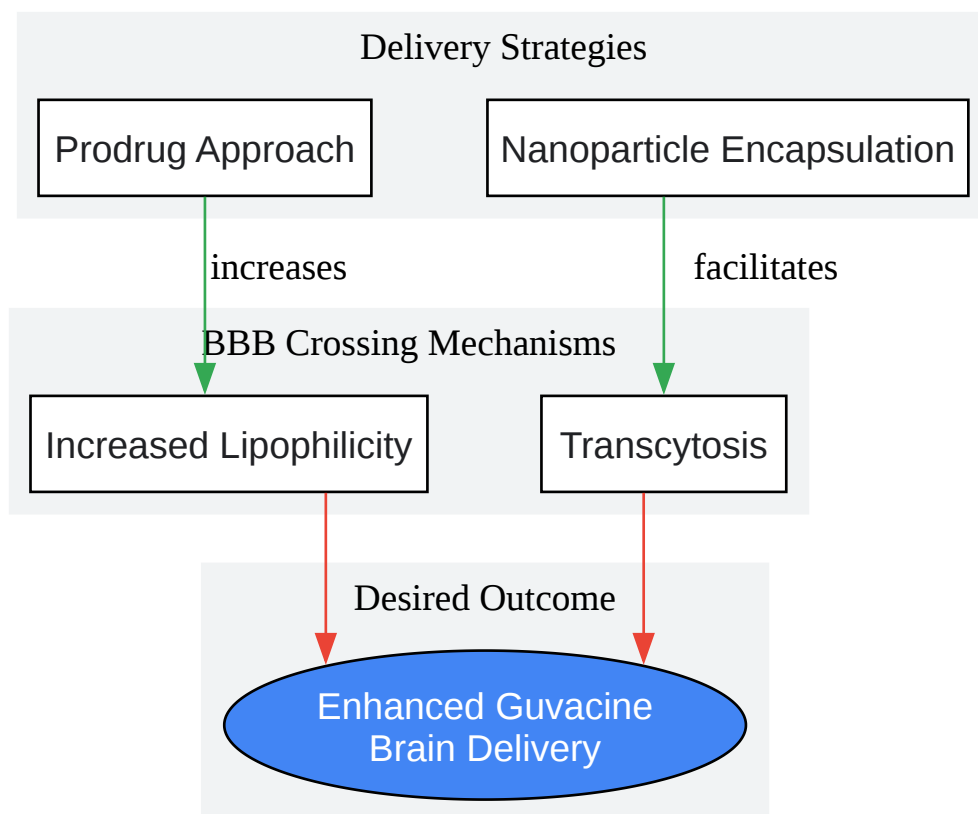 Delivery Strategies
Prodrug Approach
Nanoparticle Encapsulation
increases
facilitates
BBB Crossing Mechanisms
Increased Lipophilicity
Transcytosis
Desired Outcome
Enhanced Guvacine
Brain Delivery